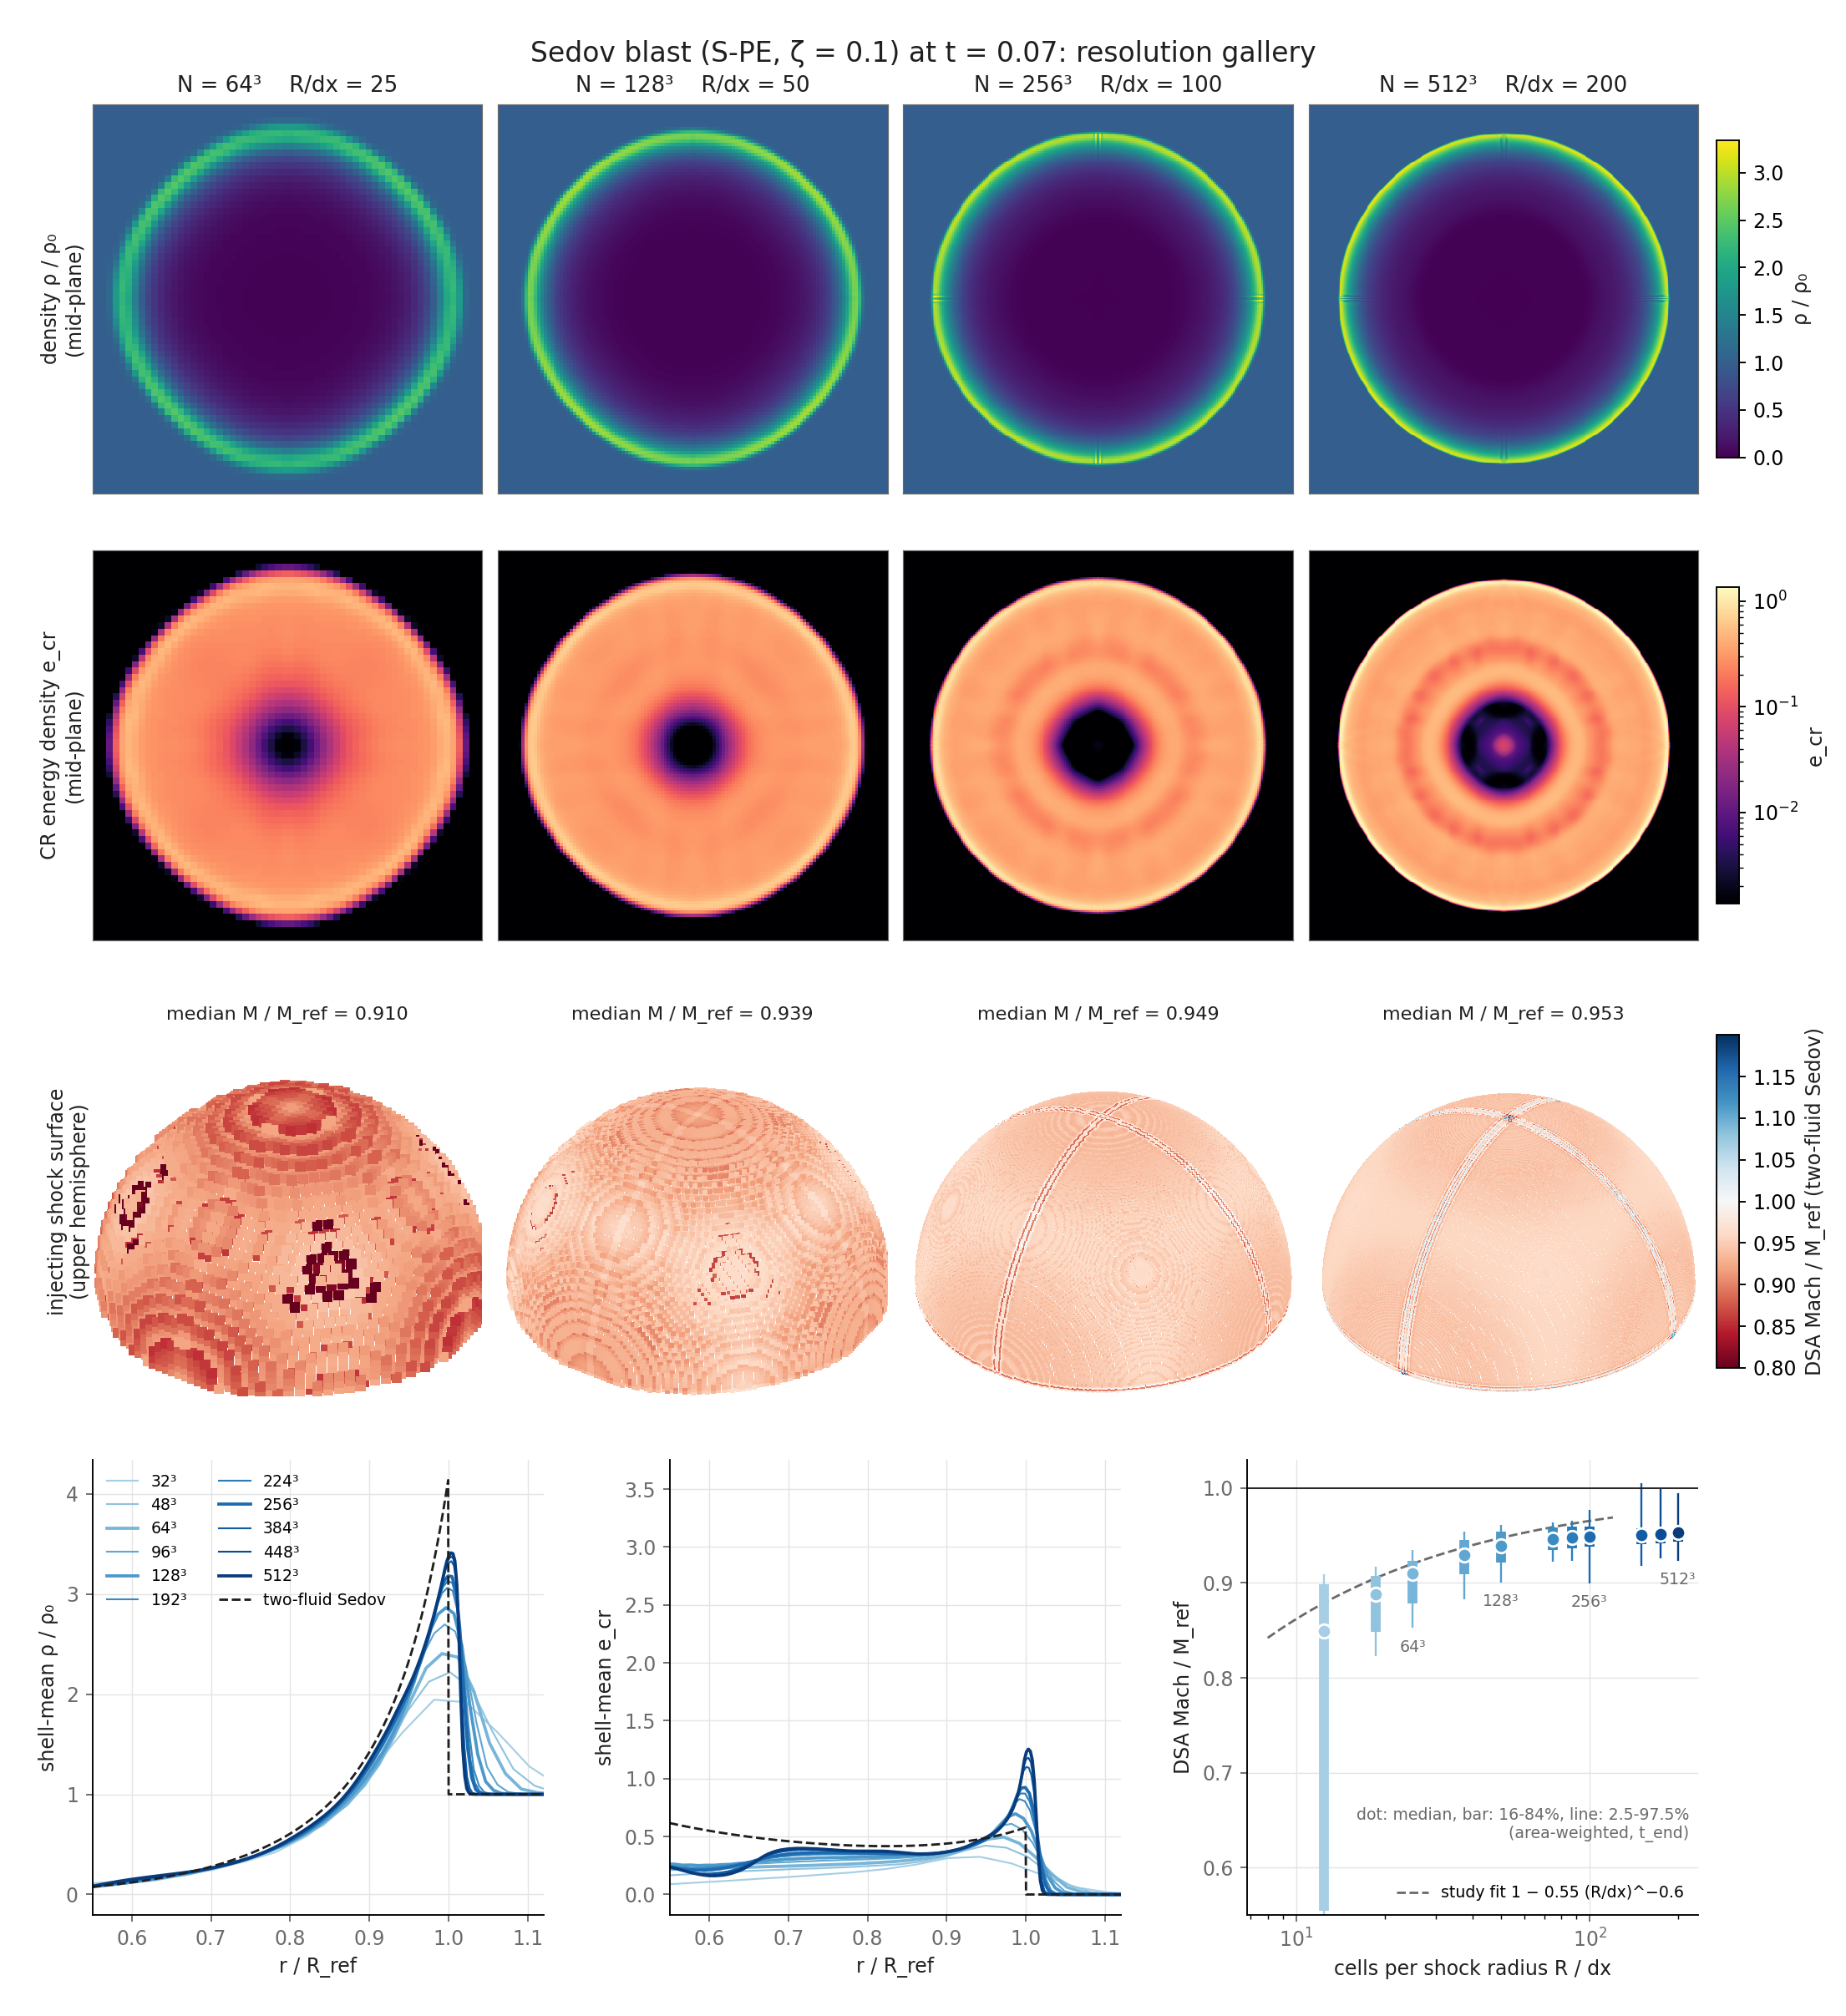 Sedov blast (S-PE, ζ = 0.1) at t = 0.07: resolution gallery
N = 64³    R/dx = 25
N = 128³    R/dx = 50
N = 256³    R/dx = 100
N = 512³    R/dx = 200
density ρ / ρ₀
(mid-plane)
3.0
2.5
2.0
1.5
1.0
0.5
0.0
ρ / ρ₀
CR energy density e_cr
(mid-plane)
10⁰
10⁻¹
10⁻²
e_cr
median M / M_ref = 0.910
median M / M_ref = 0.939
median M / M_ref = 0.949
median M / M_ref = 0.953
injecting shock surface
(upper hemisphere)
1.15
1.10
1.05
1.00
0.95
0.90
0.85
0.80
DSA Mach / M_ref (two-fluid Sedov)
shell-mean ρ / ρ₀
4
3
2
1
0
32³
48³
64³
96³
128³
192³
224³
256³
384³
448³
512³
two-fluid Sedov
0.6
0.7
0.8
0.9
1.0
1.1
r / R_ref
shell-mean e_cr
3.5
3.0
2.5
2.0
1.5
1.0
0.5
0.0
0.6
0.7
0.8
0.9
1.0
1.1
r / R_ref
DSA Mach / M_ref
1.0
0.9
0.8
0.7
0.6
64³
128³
256³
512³
dot: median, bar: 16-84%, line: 2.5-97.5%
(area-weighted, t_end)
study fit 1 − 0.55 (R/dx)^−0.6
10¹
10²
cells per shock radius R / dx